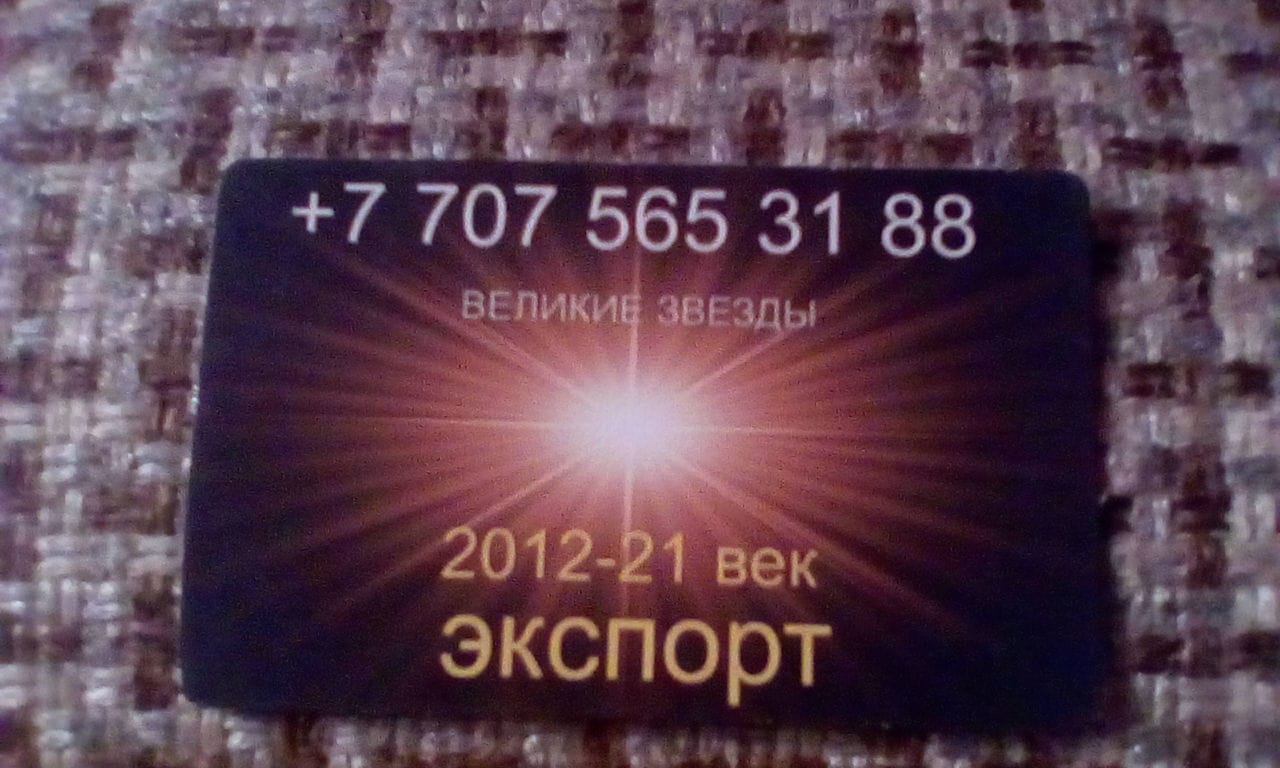 +7 707 565 31 88
ВЕЛИКИЕ ЗВЕЗДЫ
2012-21 век
экспорт